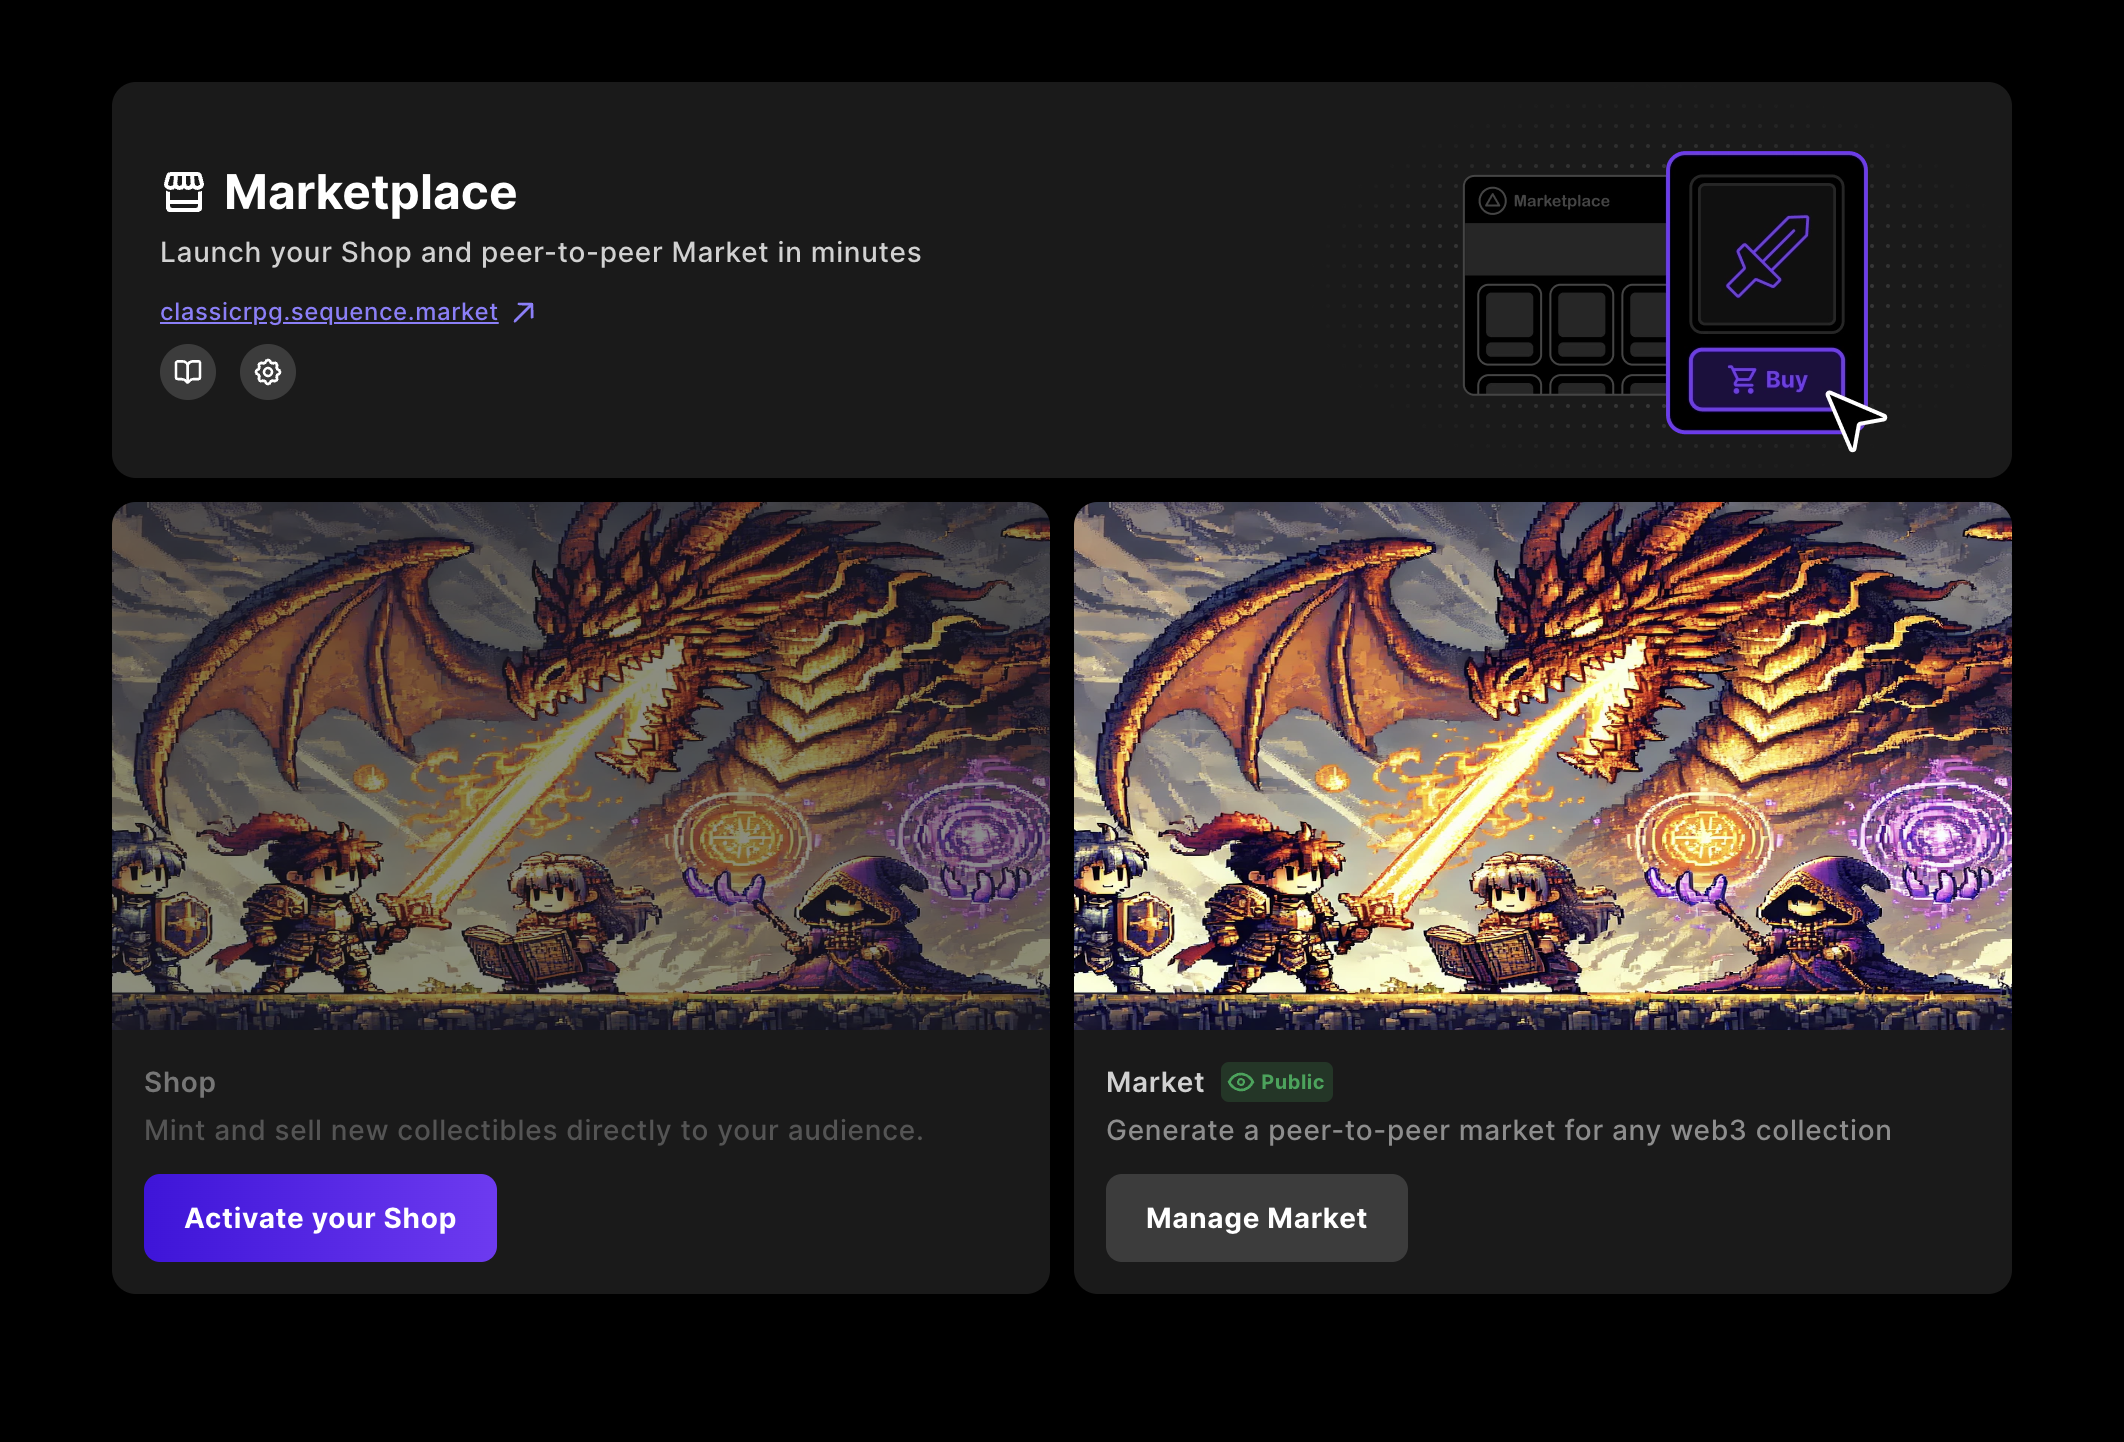 Marketplace
Launch your Shop and peer-to-peer Market in minutes
classicrpg.sequence.market
Marketplace
Buy
Shop
Mint and sell new collectibles directly to your audience.
Activate your Shop
Market
Public
Generate a peer-to-peer market for any web3 collection
Manage Market